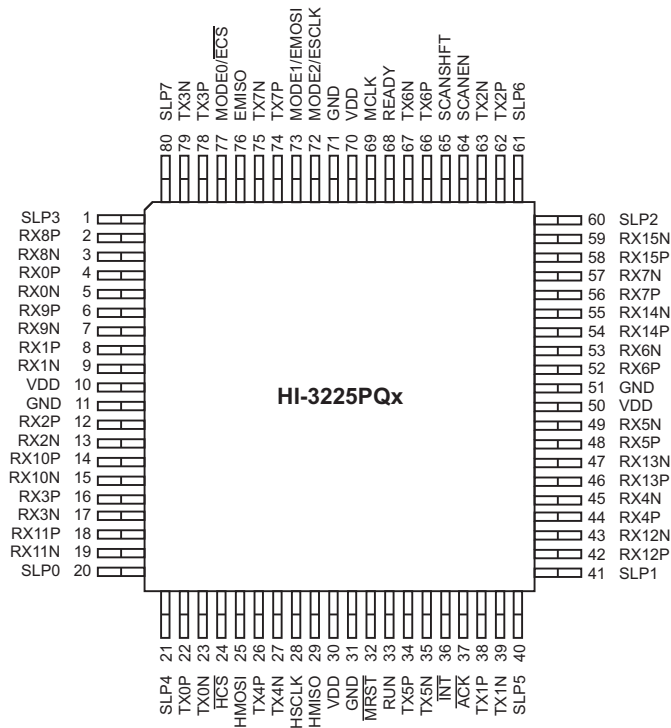 80 SLP7
79 TX3N
78 TX3P
77 MODE0/ECS
76 EMISO
75 TX7N
74 TX7P
73 MODE1/EMOSI
72 MODE2/ESCLK
71 GND
70 VDD
69 MCLK
68 READY
67 TX6N
66 TX6P
65 SCANSHFT
64 SCANEN
63 TX2N
62 TX2P
61 SLP6
SLP3 1
RX8P 2
RX8N 3
RX0P 4
RX0N 5
RX9P 6
RX9N 7
RX1P 8
RX1N 9
VDD 10
GND 11
RX2P 12
RX2N 13
RX10P 14
RX10N 15
RX3P 16
RX3N 17
RX11P 18
RX11N 19
SLP0 20
HI-3225PQx
60 SLP2
59 RX15N
58 RX15P
57 RX7N
56 RX7P
55 RX14N
54 RX14P
53 RX6N
52 RX6P
51 GND
50 VDD
49 RX5N
48 RX5P
47 RX13N
46 RX13P
45 RX4N
44 RX4P
43 RX12N
42 RX12P
41 SLP1
SLP4 21
TX0P 22
TX0N 23
HCS 24
HMOSI 25
TX4P 26
TX4N 27
HSCLK 28
HMISO 29
VDD 30
GND 31
MRST 32
RUN 33
TX5P 34
TX5N 35
INT 36
ACK 37
TX1P 38
TX1N 39
SLP5 40